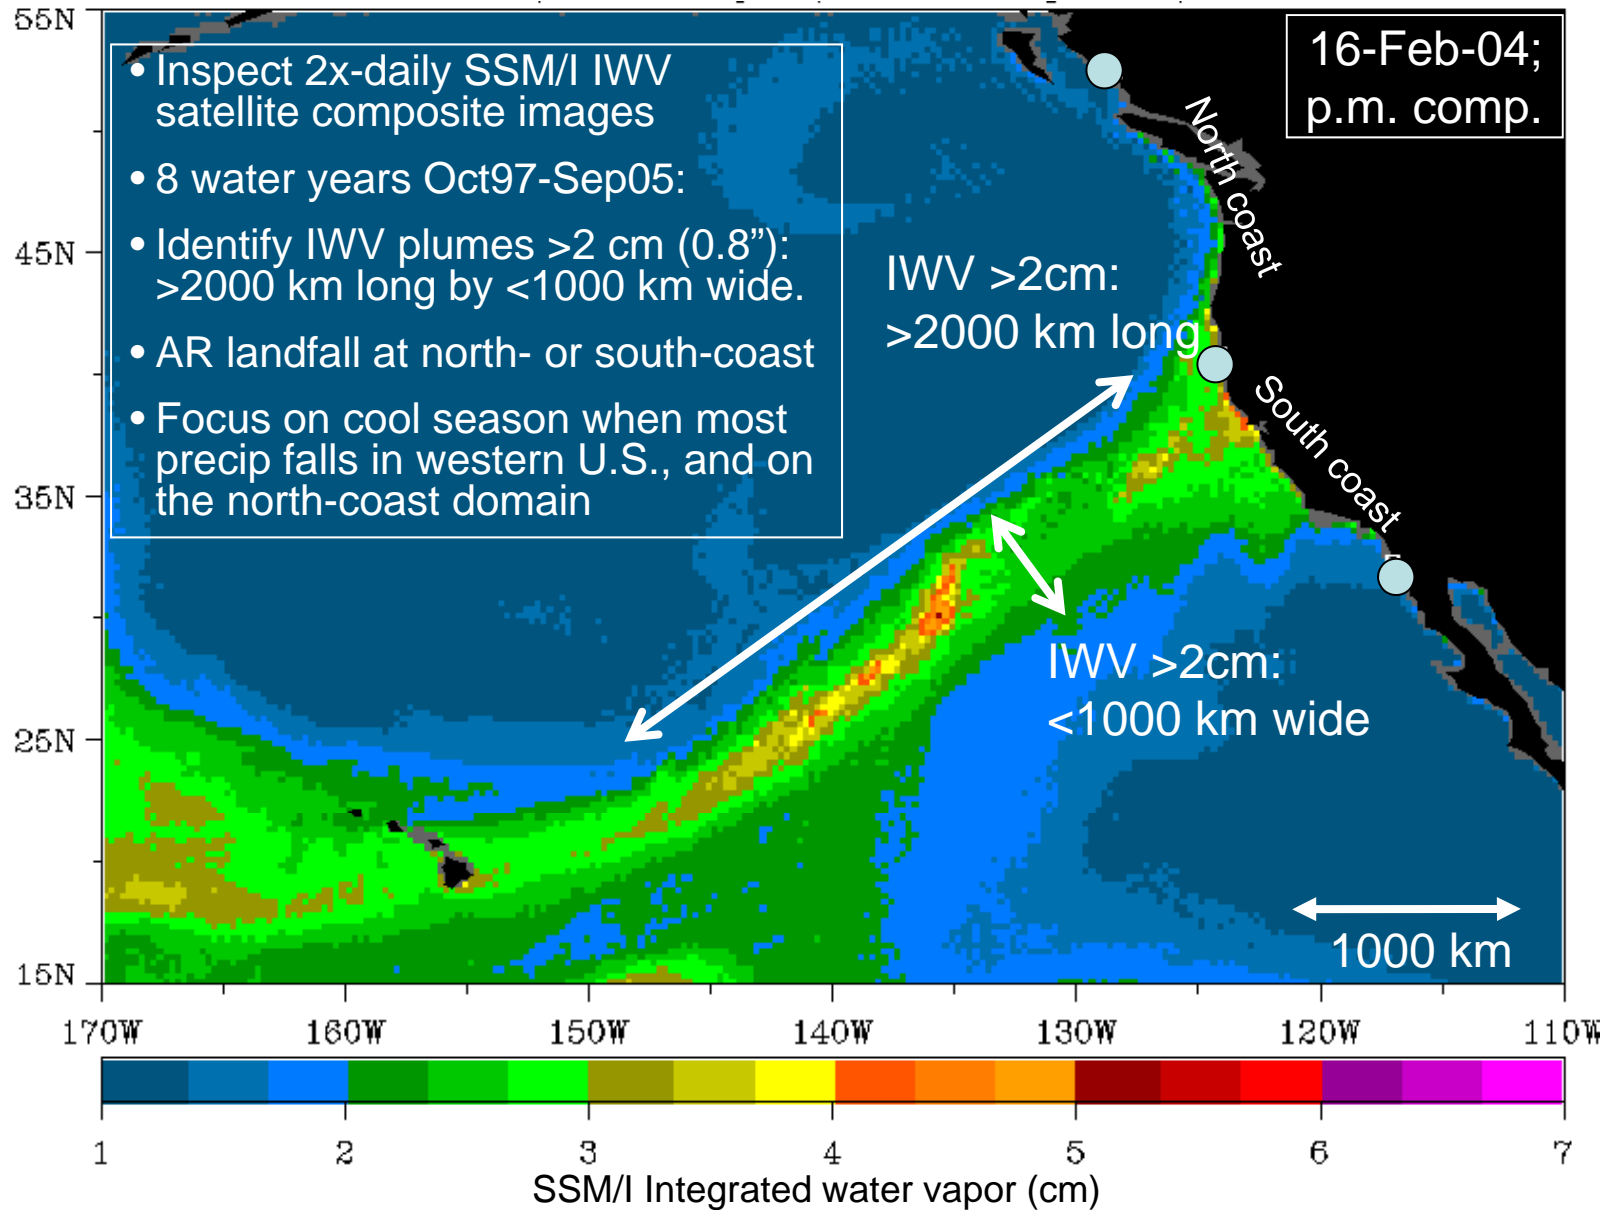 55N
45N
35N
25N
15N
• Inspect 2x-daily SSM/I IWV
satellite composite images
• 8 water years Oct97-Sep05:
• Identify IWV plumes >2 cm (0.8”):
>2000 km long by <1000 km wide.
• AR landfall at north- or south-coast
• Focus on cool season when most
precip falls in western U.S., and on
the north-coast domain
16-Feb-04;
p.m. comp.
North coast
IWV >2cm:
>2000 km long
South coast
IWV >2cm:
<1000 km wide
1000 km
170W 160W 150W 140W 130W 120W 110W
1 2 3 4 5 6 7
SSM/I Integrated water vapor (cm)